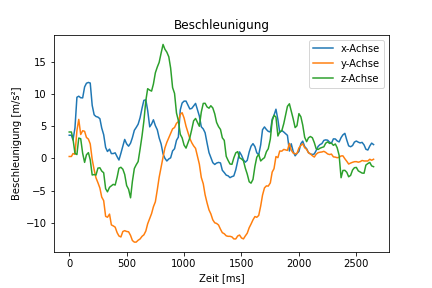 Beschleunigung
Beschleunigung [m/s²]
15
10
5
0
−5
−10
x-Achse
y-Achse
z-Achse
0
500
1000
1500
2000
2500
Zeit [ms]